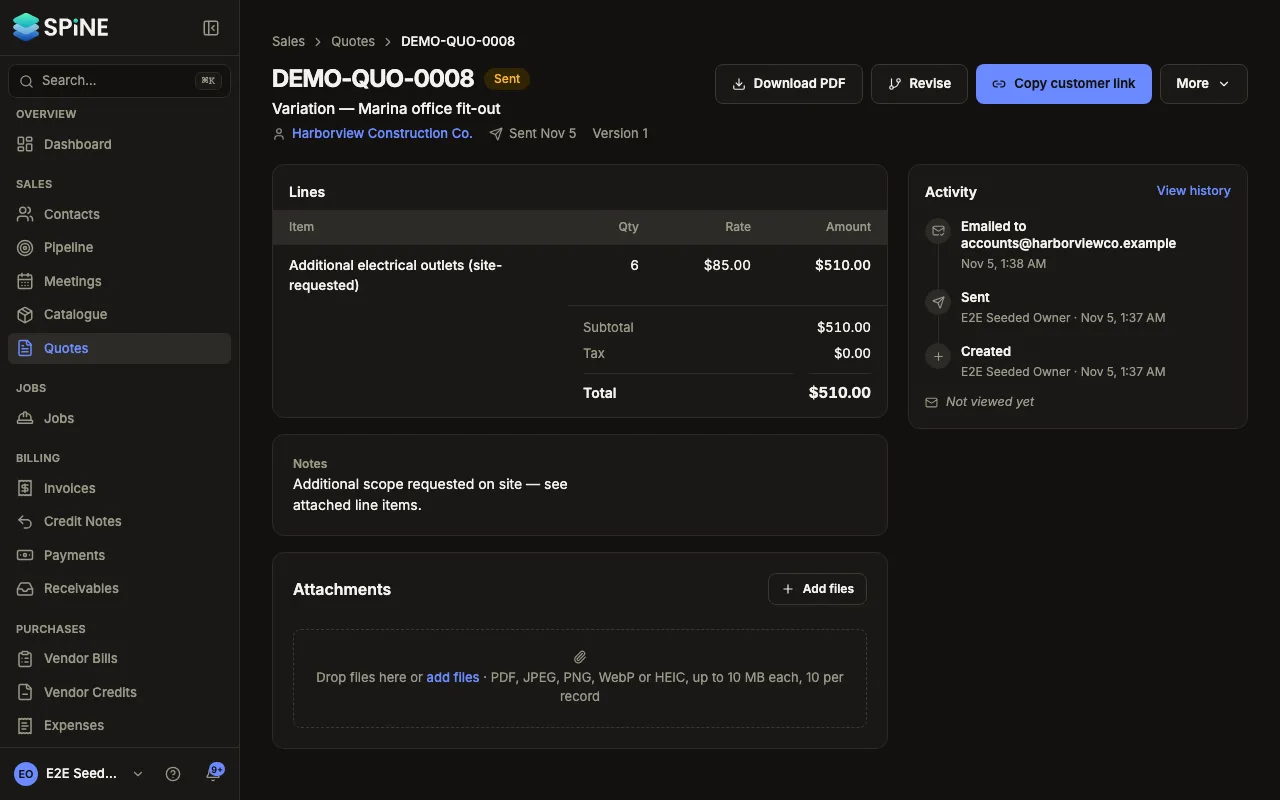 SPiNE
Search...
⌘K
OVERVIEW
Dashboard
SALES
Contacts
Pipeline
Meetings
Catalogue
Quotes
JOBS
Jobs
BILLING
Invoices
Credit Notes
Payments
Receivables
PURCHASES
Vendor Bills
Vendor Credits
Expenses
EO
E2E Seed...
9+
Sales > Quotes > DEMO-QUO-0008
DEMO-QUO-0008 Sent
Variation — Marina office fit-out
Harborview Construction Co. Sent Nov 5 Version 1
Download PDF
Revise
Copy customer link
More
Lines
Item Qty Rate Amount
Additional electrical outlets (site- 6 $85.00 $510.00
requested)
Subtotal $510.00
Tax $0.00
Total $510.00
Notes
Additional scope requested on site — see
attached line items.
Attachments
Add files
Drop files here or add files · PDF, JPEG, PNG, WebP or HEIC, up to 10 MB each, 10 per
record
Activity
View history
Emailed to
accounts@harborviewco.example
Nov 5, 1:38 AM
Sent
E2E Seeded Owner · Nov 5, 1:37 AM
Created
E2E Seeded Owner · Nov 5, 1:37 AM
Not viewed yet